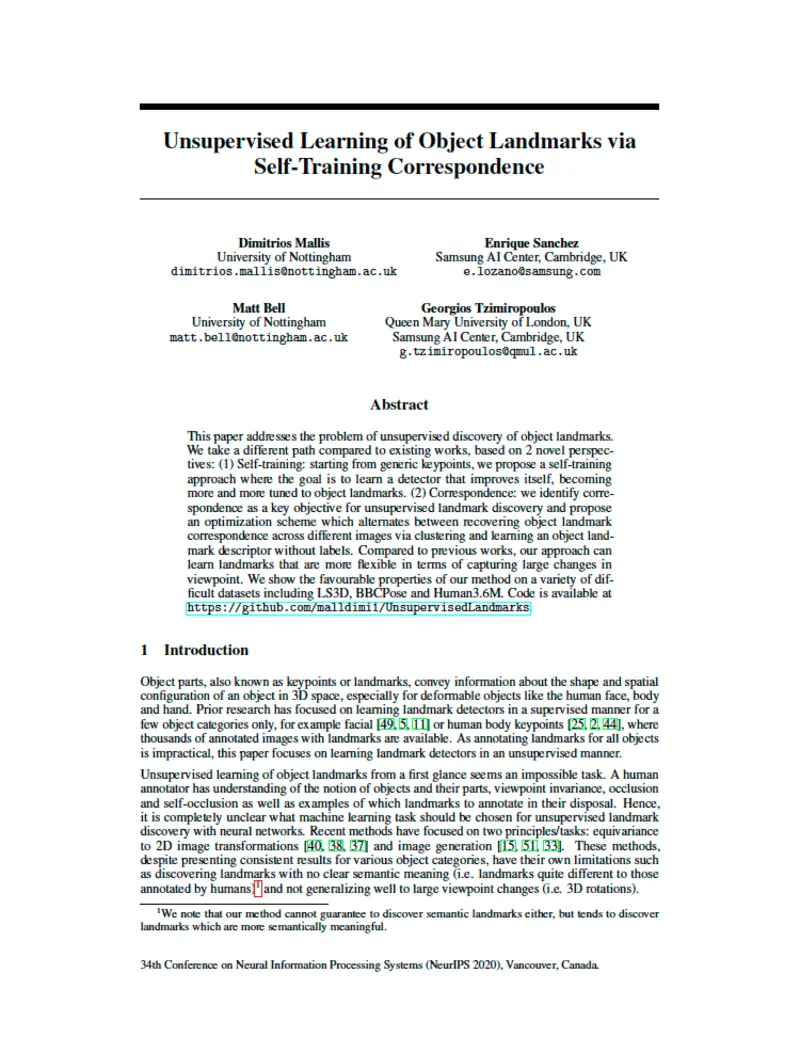 Unsupervised Learning of Object Landmarks via
Self-Training Correspondence
Dimitrios Mallis
University of Nottingham
dimitrios.mallis@nottingham.ac.uk
Enrique Sanchez
Samsung AI Center, Cambridge, UK
e.lozano@samsung.com
Matt Bell
University of Nottingham
matt.bell@nottingham.ac.uk
Georgios Tzimiropoulos
Queen Mary University of London, UK
Samsung AI Center, Cambridge, UK
g.tzimiropoulos@qmul.ac.uk
Abstract
This paper addresses the problem of unsupervised discovery of object landmarks.
We take a different path compared to existing works, based on 2 novel perspec-
tives: (1) Self-training: starting from generic keypoints, we propose a self-training
approach where the goal is to learn a detector that improves itself, becoming
more and more tuned to object landmarks. (2) Correspondence: we identify corre-
spondence as a key objective for unsupervised landmark discovery and propose
an optimization scheme which alternates between recovering object landmark
correspondence across different images via clustering and learning an object land-
mark descriptor without labels. Compared to previous works, our approach can
learn landmarks that are more flexible in terms of capturing large changes in
viewpoint. We show the favourable properties of our method on a variety of dif-
ficult datasets including LS3D, BBCPose and Human3.6M. Code is available at
https://github.com/malldimi1/UnsupervisedLandmarks
1 Introduction
Object parts, also known as keypoints or landmarks, convey information about the shape and spatial
configuration of an object in 3D space, especially for deformable objects like the human face, body
and hand. Prior research has focused on learning landmark detectors in a supervised manner for a
few object categories only, for example facial [49, 5, 11] or human body keypoints [25, 2, 44], where
thousands of annotated images with landmarks are available. As annotating landmarks for all objects
is impractical, this paper focuses on learning landmark detectors in an unsupervised manner.
Unsupervised learning of object landmarks from a first glance seems an impossible task. A human
annotator has understanding of the notion of objects and their parts, viewpoint invariance, occlusion
and self-occlusion as well as examples of which landmarks to annotate in their disposal. Hence,
it is completely unclear what machine learning task should be chosen for unsupervised landmark
discovery with neural networks. Recent methods have focused on two principles/tasks: equivariance
to 2D image transformations [40, 38, 37] and image generation [15, 51, 33]. These methods,
despite presenting consistent results for various object categories, have their own limitations such
as discovering landmarks with no clear semantic meaning (i.e. landmarks quite different to those
annotated by humans)1 and not generalizing well to large viewpoint changes (i.e. 3D rotations).
1We note that our method cannot guarantee to discover semantic landmarks either, but tends to discover
landmarks which are more semantically meaningful.
34th Conference on Neural Information Processing Systems (NeurIPS 2020), Vancouver, Canada.